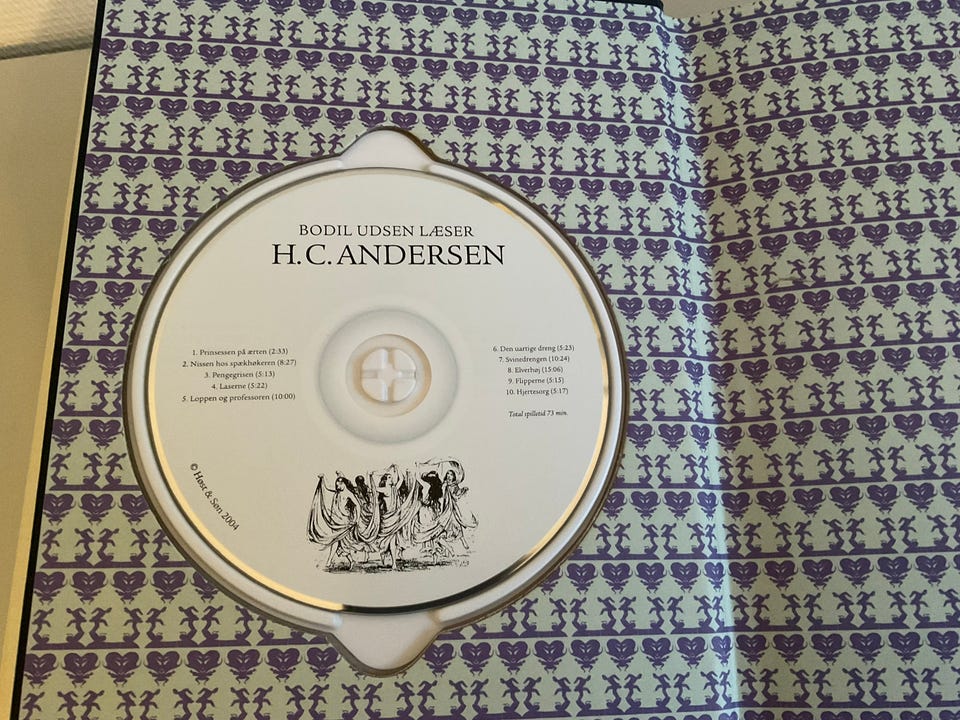 BODIL UDSEN LÆSER
H.C. ANDERSEN
1. Prinsessen på ærten (2:33)
2. Nissen hos spækhøkeren (8:27)
3. Pengegrisen (5:13)
4. Laserne (5:22)
5. Loppen og professoren (10:00)
6. Den uartige dreng (5:23)
7. Svinedrengen (10:24)
8. Elverhøj (15:06)
9. Flipperne (5:15)
10. Hjertesorg (5:17)
Total spilletid 73 min.
© Høst & Søn 2004